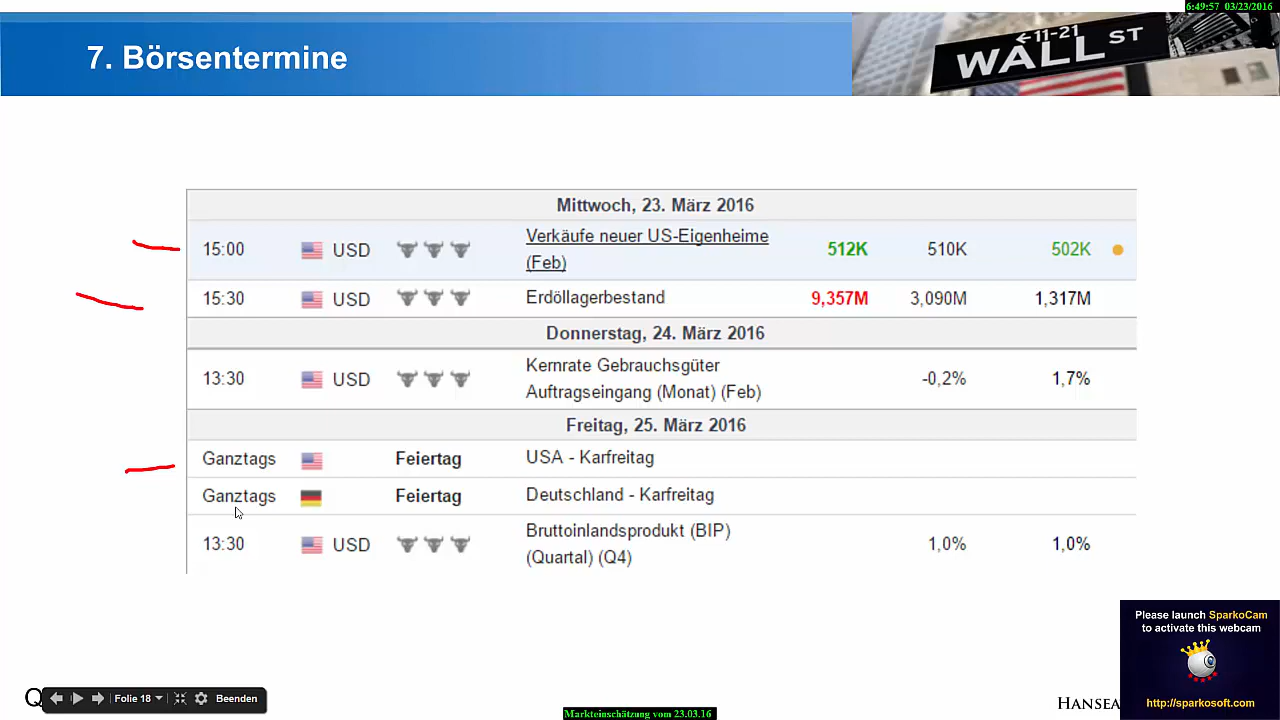 6:49:57 03/23/2016
7. Börsentermine
←11-21
WALL ST
Mittwoch, 23. März 2016
15:00 USD Verkäufe neuer US-Eigenheime (Feb) 512K 510K 502K
15:30 USD Erdöllagerbestand 9,357M 3,090M 1,317M
Donnerstag, 24. März 2016
13:30 USD Kernrate Gebrauchsgüter Auftragseingang (Monat) (Feb) -0,2% 1,7%
Freitag, 25. März 2016
Ganztags Feiertag USA - Karfreitag
Ganztags Feiertag Deutschland - Karfreitag
13:30 USD Bruttoinlandsprodukt (BIP) (Quartal) (Q4) 1,0% 1,0%
Please launch SparkoCam
to activate this webcam
http://sparkosoft.com
Q
Folie 18 Beenden
HANSEA
Markteinschätzung vom 23.03.16